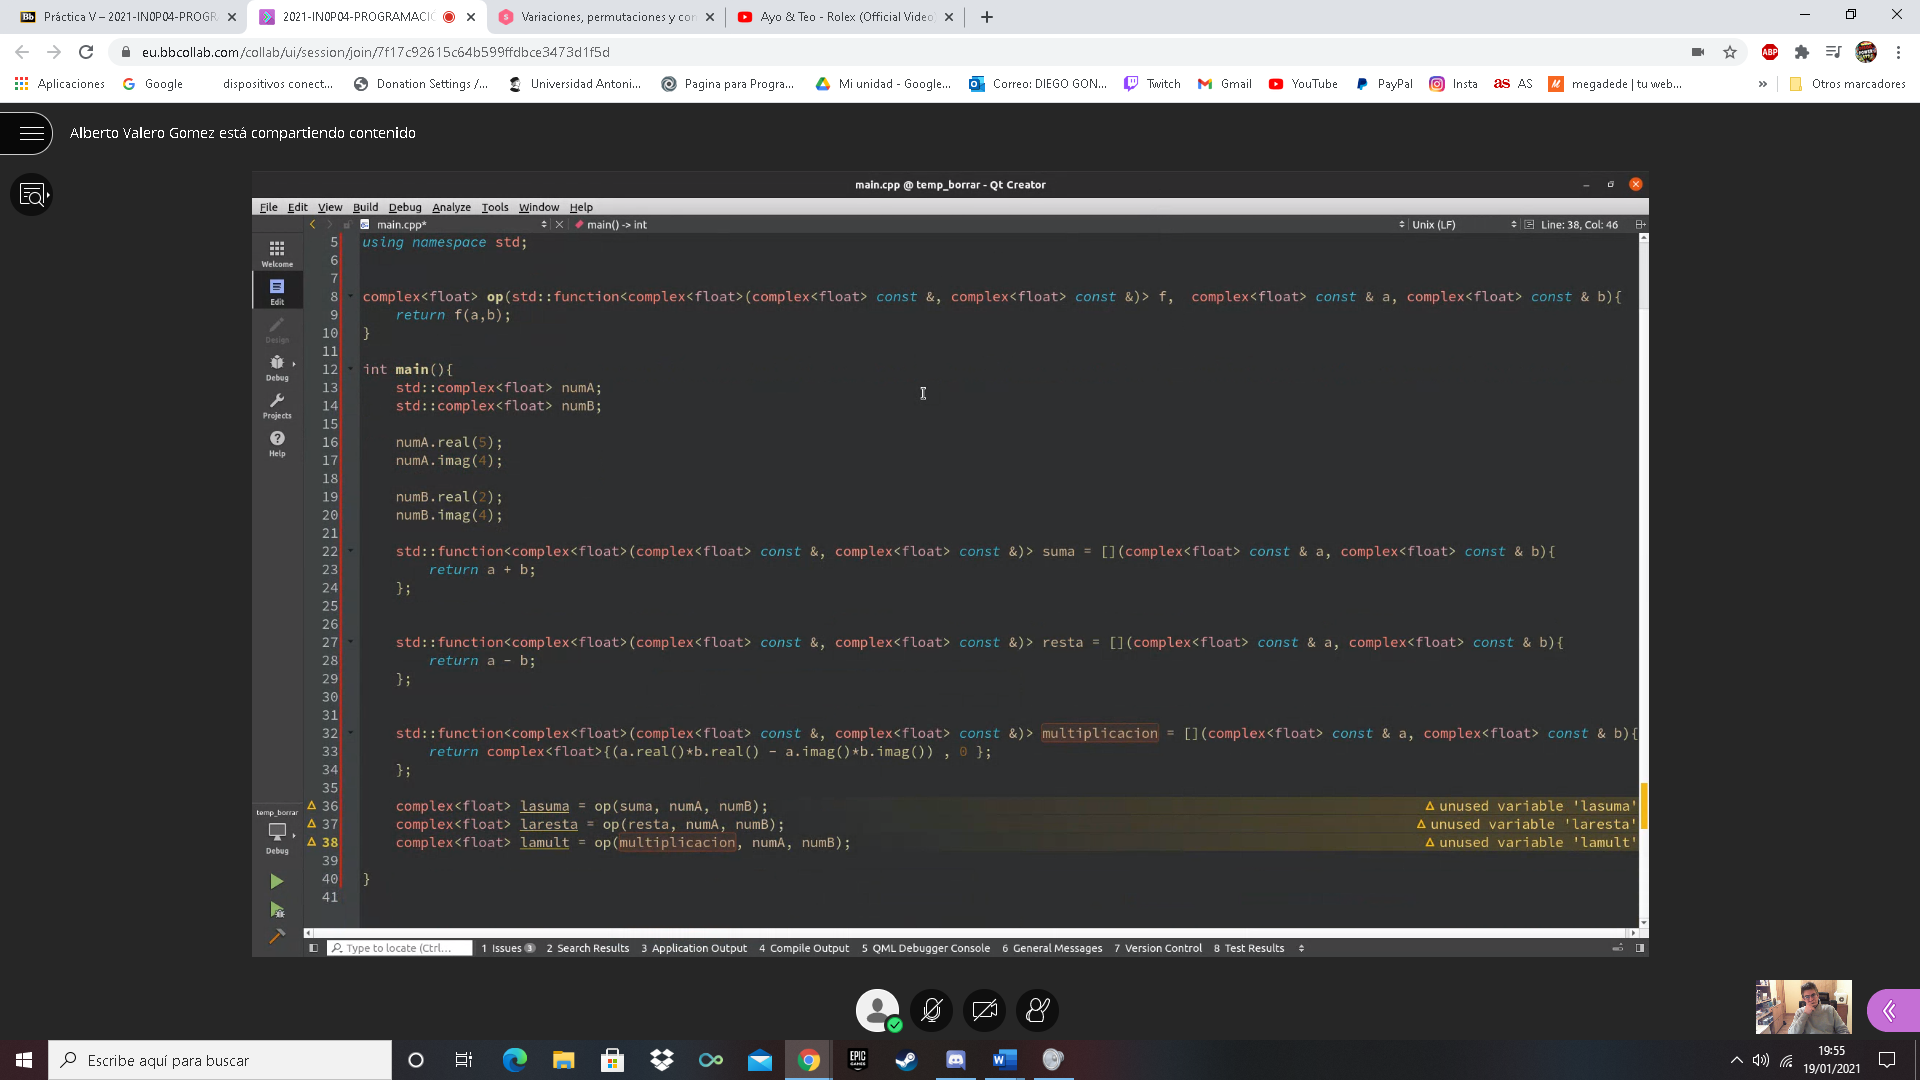 Práctica V – 2021-IN0P04-PROGR
2021-IN0P04-PROGRAMACIO
Variaciones, permutaciones y con
Ayo & Teo - Rolex (Official Video)
eu.bbcollab.com/collab/ui/session/join/7f17c92615c64b599ffdbce3473d1f5d
Aplicaciones
Google
dispositivos conect...
Donation Settings /...
Universidad Antoni...
Pagina para Progra...
Mi unidad - Google...
Correo: DIEGO GON...
Twitch
Gmail
YouTube
PayPal
Insta
as AS
megadede | tu web...
»
Otros marcadores
Alberto Valero Gomez está compartiendo contenido
main.cpp @ temp_borrar - Qt Creator
File Edit View Build Debug Analyze Tools Window Help
main.cpp* main() -> int Unix (LF) Line: 38, Col: 46
Welcome
Edit
Design
Debug
Projects
Help
5 using namespace std;
6
7
8 complex<float> op(std::function<complex<float>(complex<float> const &, complex<float> const &)> f,  complex<float> const & a, complex<float> const & b){
9 return f(a,b);
10 }
11
12 int main(){
13 std::complex<float> numA;
14 std::complex<float> numB;
15
16 numA.real(5);
17 numA.imag(4);
18
19 numB.real(2);
20 numB.imag(4);
21
22 std::function<complex<float>(complex<float> const &, complex<float> const &)> suma = [](complex<float> const & a, complex<float> const & b){
23 return a + b;
24 };
25
26
27 std::function<complex<float>(complex<float> const &, complex<float> const &)> resta = [](complex<float> const & a, complex<float> const & b){
28 return a - b;
29 };
30
31
32 std::function<complex<float>(complex<float> const &, complex<float> const &)> multiplicacion = [](complex<float> const & a, complex<float> const & b){
33 return complex<float>{(a.real()*b.real() - a.imag()*b.imag()) , 0 };
34 };
35
36 complex<float> lasuma = op(suma, numA, numB); unused variable 'lasuma'
37 complex<float> laresta = op(resta, numA, numB); unused variable 'laresta'
38 complex<float> lamult = op(multiplicacion, numA, numB); unused variable 'lamult'
39
40 }
41
temp_borrar
Debug
Type to locate (Ctrl... 1 Issues 3 2 Search Results 3 Application Output 4 Compile Output 5 QML Debugger Console 6 General Messages 7 Version Control 8 Test Results
Escribe aquí para buscar
19:55
19/01/2021